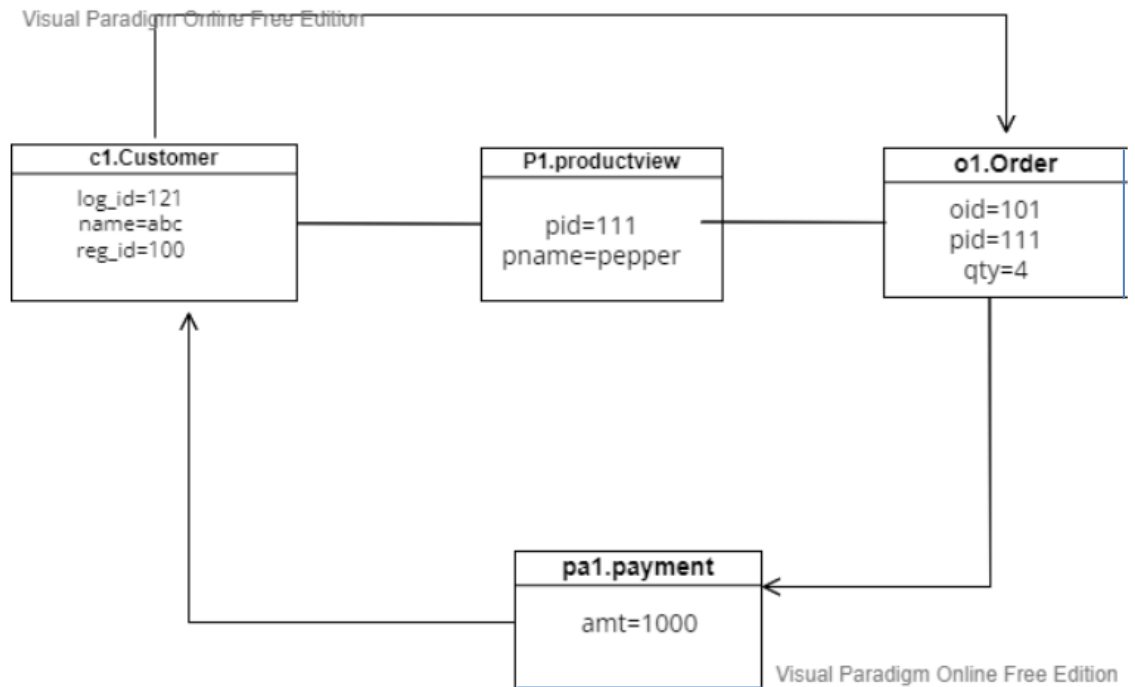 Visual Paradigm Online Free Edition
c1.Customer
log_id=121
name=abc
reg_id=100
P1.productview
pid=111
pname=pepper
o1.Order
oid=101
pid=111
qty=4
pa1.payment
amt=1000
Visual Paradigm Online Free Edition